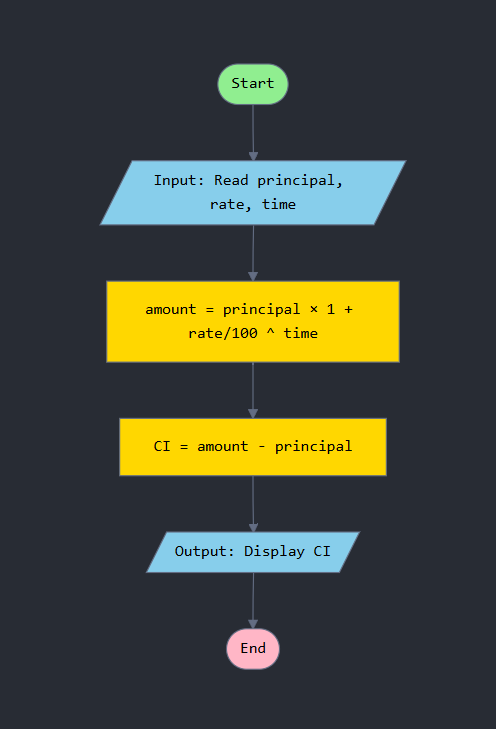 Start
Input: Read principal,
rate, time
amount = principal × 1 +
rate/100 ^ time
CI = amount - principal
Output: Display CI
End